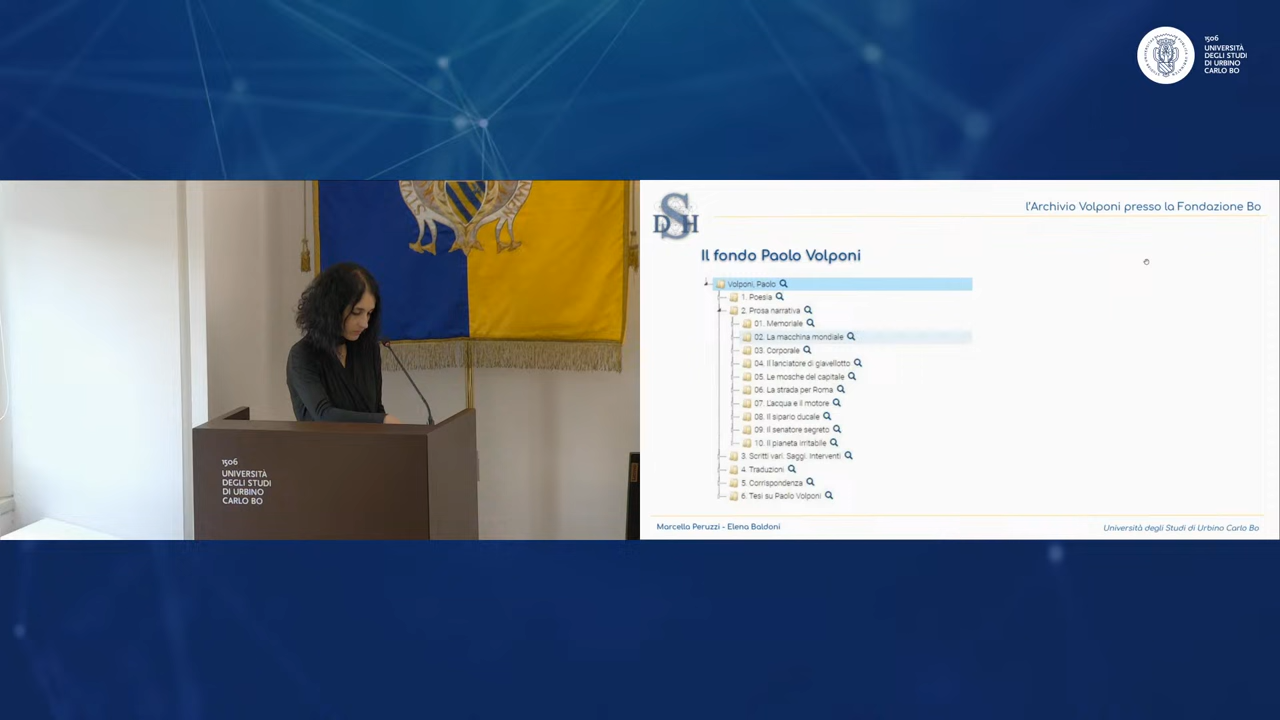 1506
UNIVERSITÀ
DEGLI STUDI
DI URBINO
CARLO BO
1506
UNIVERSITÀ
DEGLI STUDI
DI URBINO
CARLO BO
DSH
l'Archivio Volponi presso la Fondazione Bo
Il fondo Paolo Volponi
Volponi, Paolo
1. Poesia
2. Prosa narrativa
01. Memoriale
02. La macchina mondiale
03. Corporale
04. Il lanciatore di giavellotto
05. Le mosche del capitale
06. La strada per Roma
07. L'acqua e il motore
08. Il sipario ducale
09. Il senatore segreto
10. Il pianeta irritabile
3. Scritti vari. Saggi. Interventi
4. Traduzioni
5. Corrispondenza
6. Tesi su Paolo Volponi
Marcella Peruzzi - Elena Baldoni
Università degli Studi di Urbino Carlo Bo